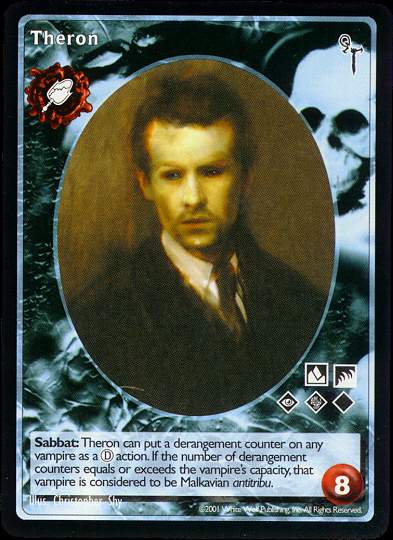 Theron
Sabbat: Theron can put a derangement counter on any
vampire as a Ⓓ action. If the number of derangement
counters equals or exceeds the vampire's capacity, that
vampire is considered to be Malkavian antitribu.
8
Illus. Christopher Shy
©2001 White Wolf Publishing, Inc. All Rights Reserved.